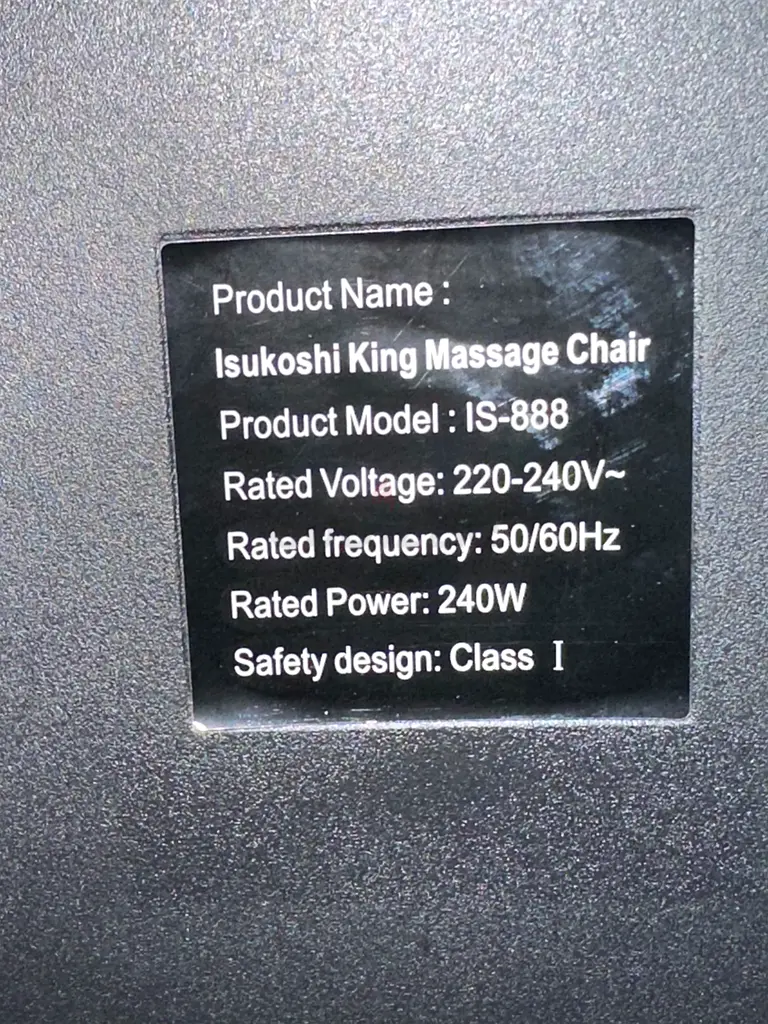 Product Name :
Isukoshi King Massage Chair
Product Model : IS-888
Rated Voltage: 220-240V~
Rated frequency: 50/60Hz
Rated Power: 240W
Safety design: Class I